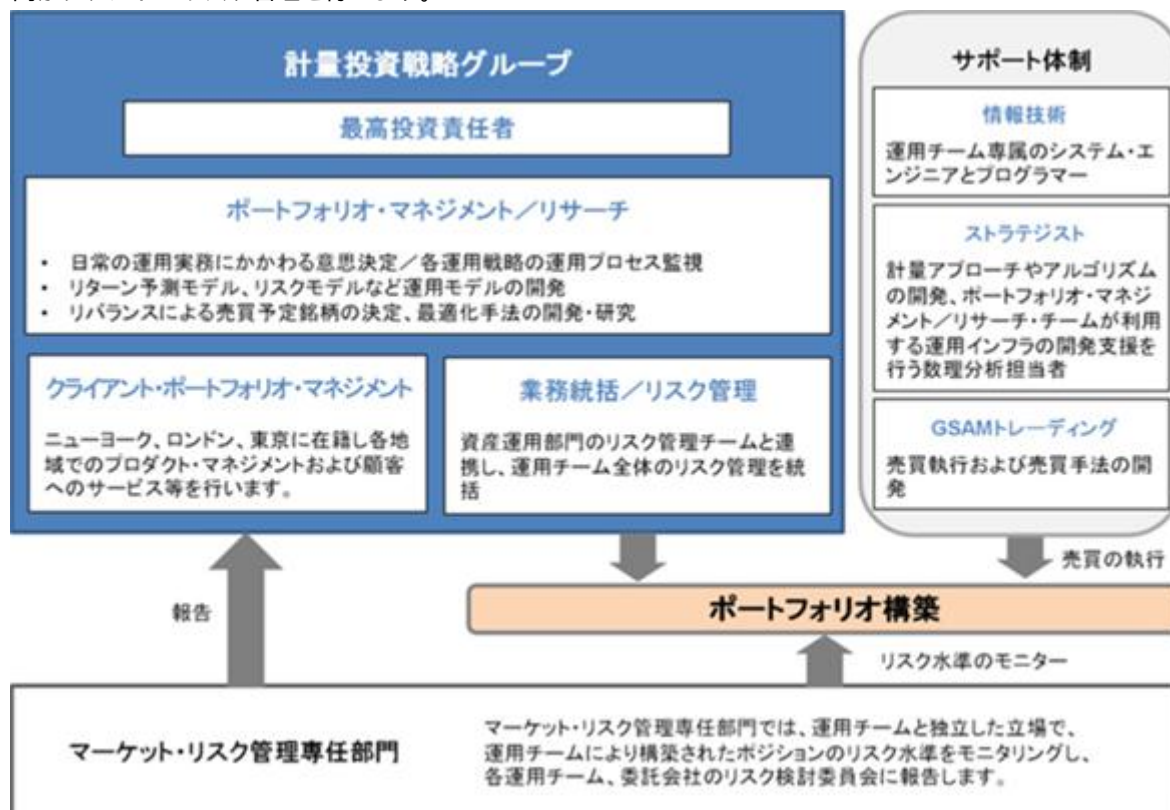 計量投資戦略グループ
最高投資責任者
ポートフォリオ・マネジメント／リサーチ
• 日常の運用実務にかかわる意思決定／各運用戦略の運用プロセス監視
• リターン予測モデル、リスクモデルなど運用モデルの開発
• リバランスによる売買予定銘柄の決定、最適化手法の開発・研究
クライアント・ポートフォリオ・マネジメント
ニューヨーク、ロンドン、東京に在籍し各地
域でのプロダクト・マネジメントおよび顧客
へのサービス等を行います。
業務統括／リスク管理
資産運用部門のリスク管理チームと連
携し、運用チーム全体のリスク管理を統
括
サポート体制
情報技術
運用チーム専属のシステム・エ
ンジニアとプログラマー
ストラテジスト
計量アプローチやアルゴリズム
の開発、ポートフォリオ・マネジ
メント／リサーチ・チームが利用
する運用インフラの開発支援を
行う数理分析担当者
GSAMトレーディング
売買執行および売買手法の開
発
売買の執行
報告
ポートフォリオ構築
リスク水準のモニター
マーケット・リスク管理専任部門
マーケット・リスク管理専任部門では、運用チームと独立した立場で、
運用チームにより構築されたポジションのリスク水準をモニタリングし、
各運用チーム、委託会社のリスク検討委員会に報告します。